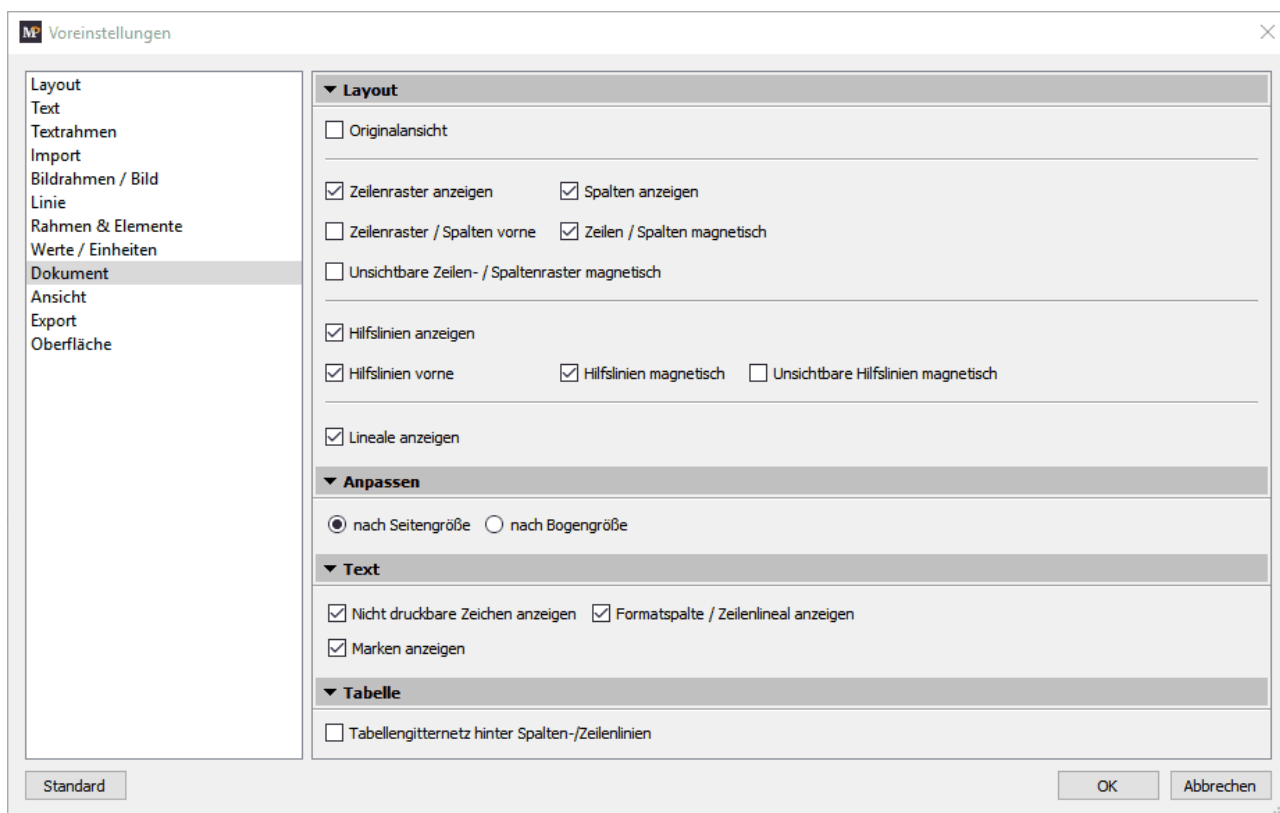 MP Voreinstellungen
Layout
Text
Textrahmen
Import
Bildrahmen / Bild
Linie
Rahmen & Elemente
Werte / Einheiten
Dokument
Ansicht
Export
Oberfläche
Layout
Originalansicht
Zeilenraster anzeigen Spalten anzeigen
Zeilenraster / Spalten vorne Zeilen / Spalten magnetisch
Unsichtbare Zeilen- / Spaltenraster magnetisch
Hilfslinien anzeigen
Hilfslinien vorne Hilfslinien magnetisch Unsichtbare Hilfslinien magnetisch
Lineale anzeigen
Anpassen
nach Seitengröße nach Bogengröße
Text
Nicht druckbare Zeichen anzeigen Formatspalte / Zeilenlineal anzeigen
Marken anzeigen
Tabelle
Tabellengitternetz hinter Spalten-/Zeilenlinien
Standard OK Abbrechen